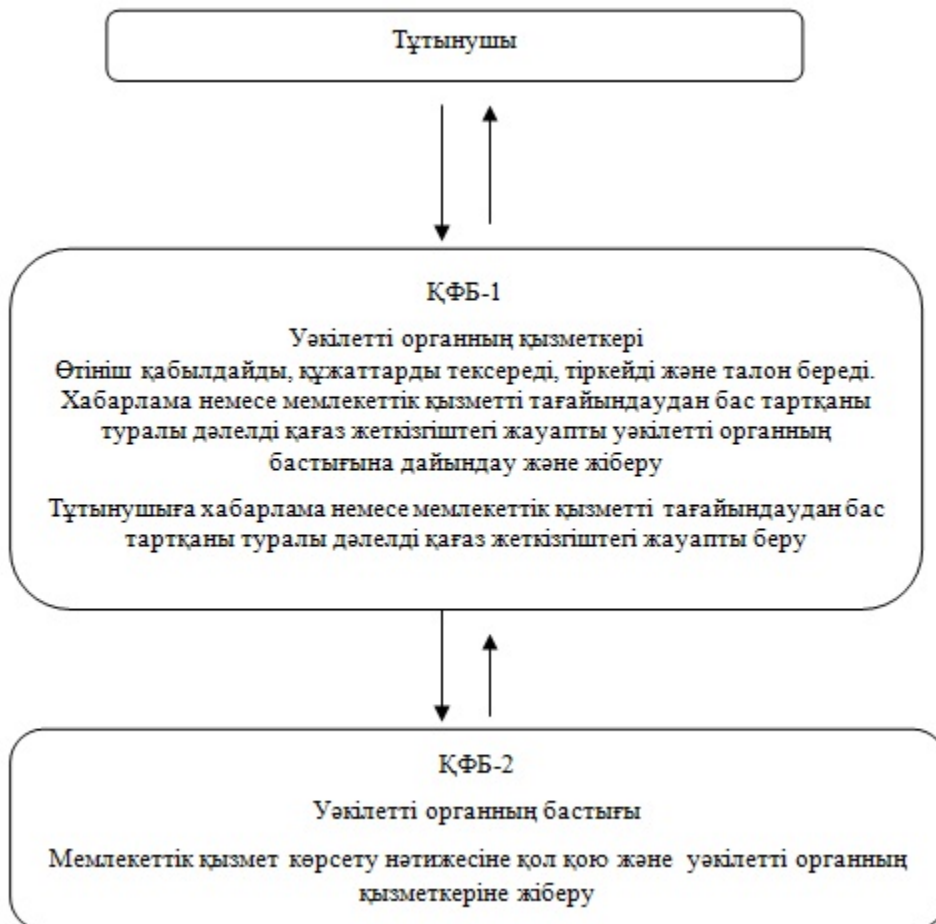 Тұтынушы
ҚФБ-1
Уәкілетті органның қызметкері
Өтініш қабылдайды, құжаттарды тексереді, тіркейді және талон береді.
Хабарлама немесе мемлекеттік қызметті тағайындаудан бас тартқаны
туралы дәлелді қағаз жеткізгіштегі жауапты уәкілетті органның
бастығына дайындау және жіберу
Тұтынушыға хабарлама немесе мемлекеттік қызметті тағайындаудан бас
тартқаны туралы дәлелді қағаз жеткізгіштегі жауапты беру
ҚФБ-2
Уәкілетті органның бастығы
Мемлекеттік қызмет көрсету нәтижесіне қол қою және уәкілетті органның
қызметкеріне жіберу